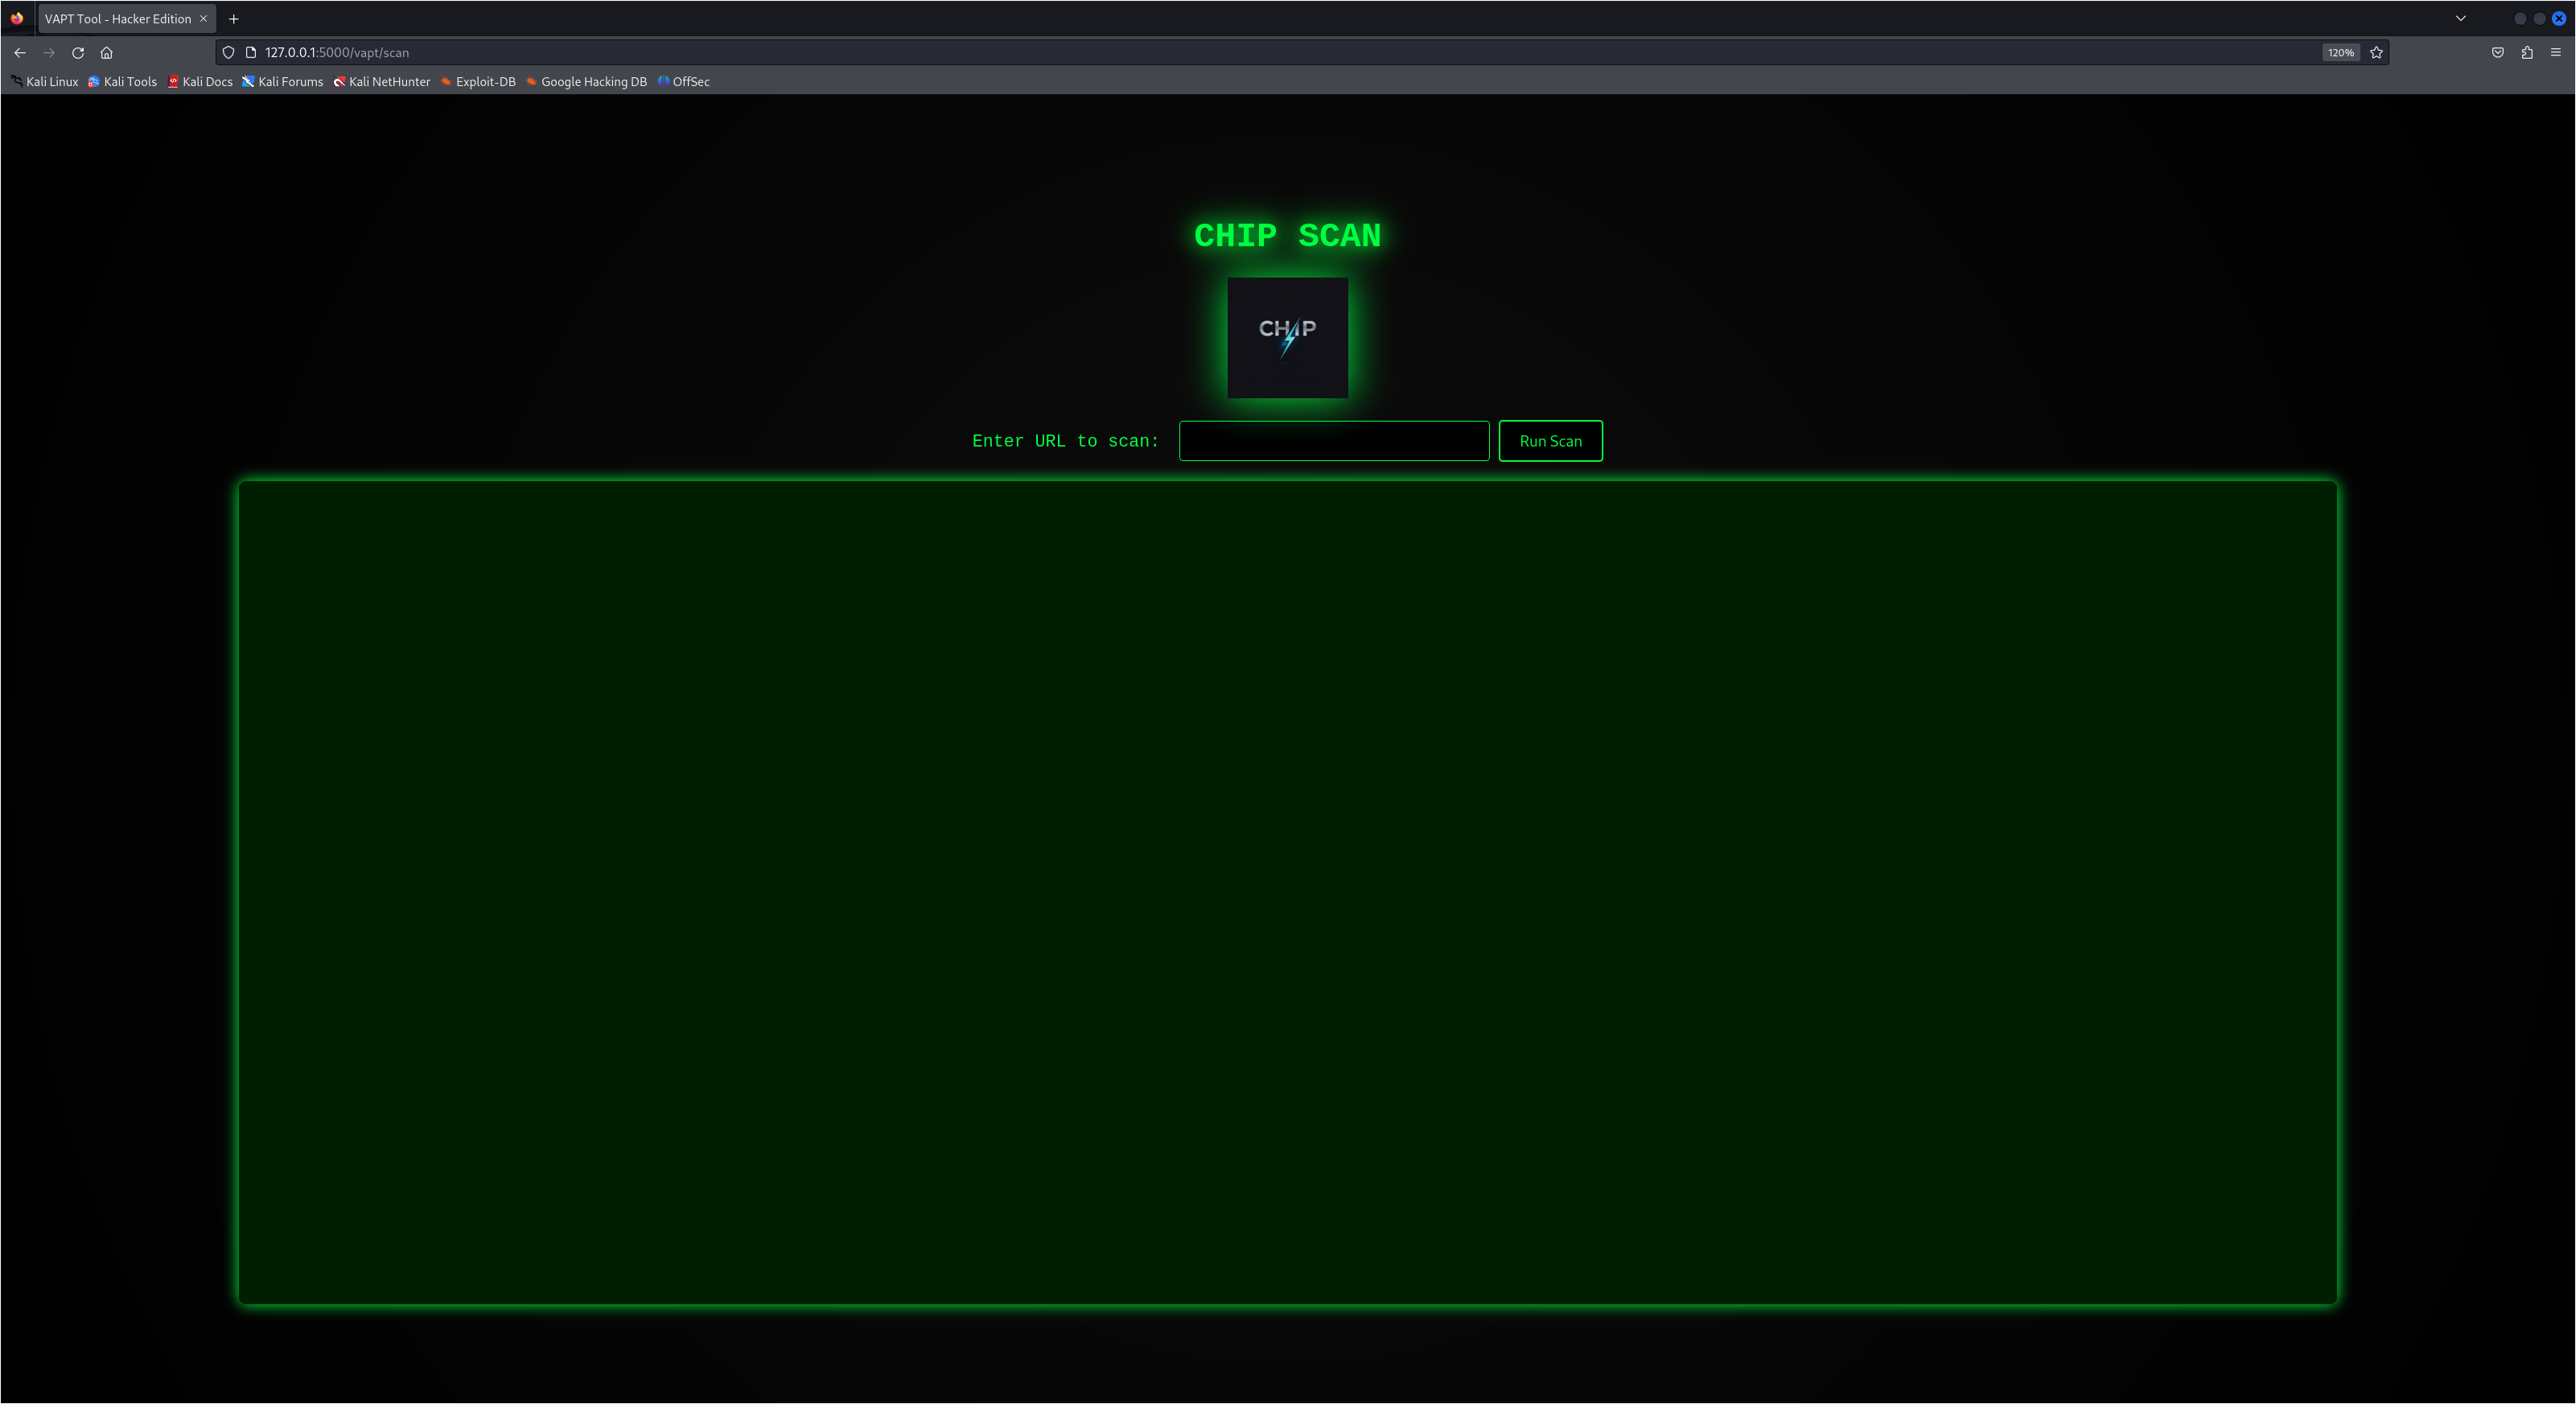 VAPT Tool - Hacker Edition
127.0.0.1:5000/vapt/scan
120%
Kali Linux Kali Tools Kali Docs Kali Forums Kali NetHunter Exploit-DB Google Hacking DB OffSec
CHIP SCAN
CHIP
Enter URL to scan: Run Scan